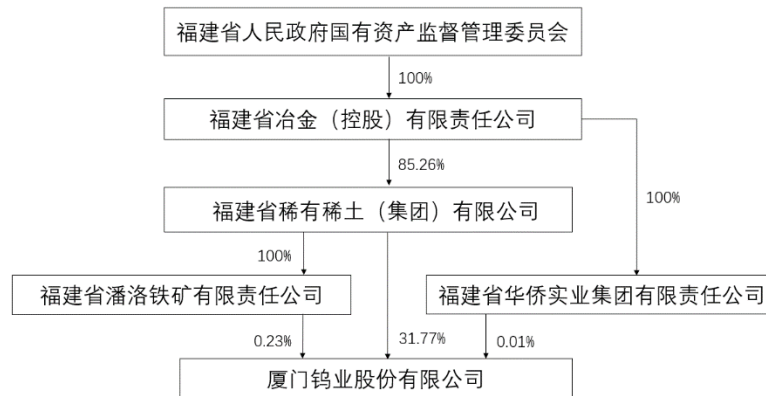 福建省人民政府国有资产监督管理委员会
100%
福建省冶金（控股）有限责任公司
85.26%
福建省稀有稀土（集团）有限公司
100%
100%
福建省潘洛铁矿有限责任公司
福建省华侨实业集团有限责任公司
0.23%
31.77%
0.01%
厦门钨业股份有限公司